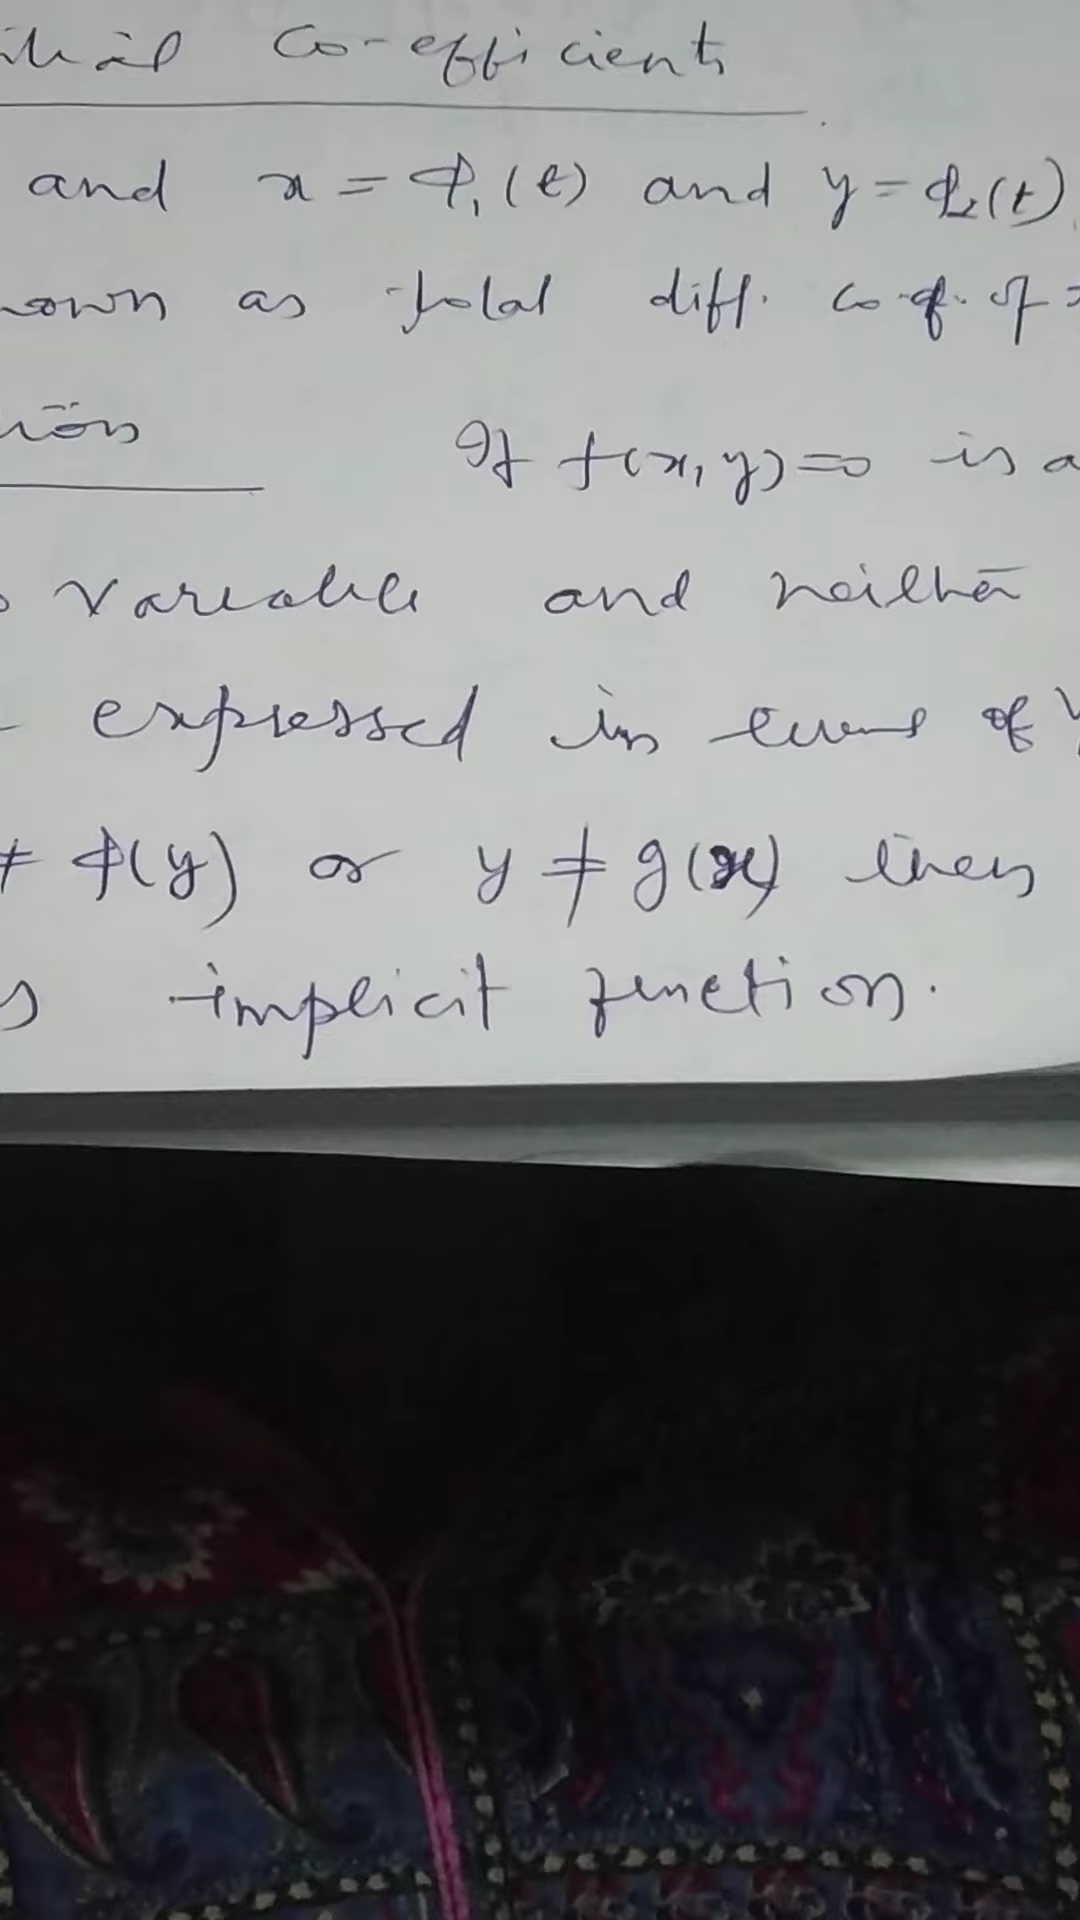 Co-efficients
and x = φ₁(t) and y = φ₂(t)
as total diff. co-ef. of
If f(x,y)=0 is a
variable and neither
expressed in terms of
≠ φ(y) or y ≠ g(x) then
implicit function.